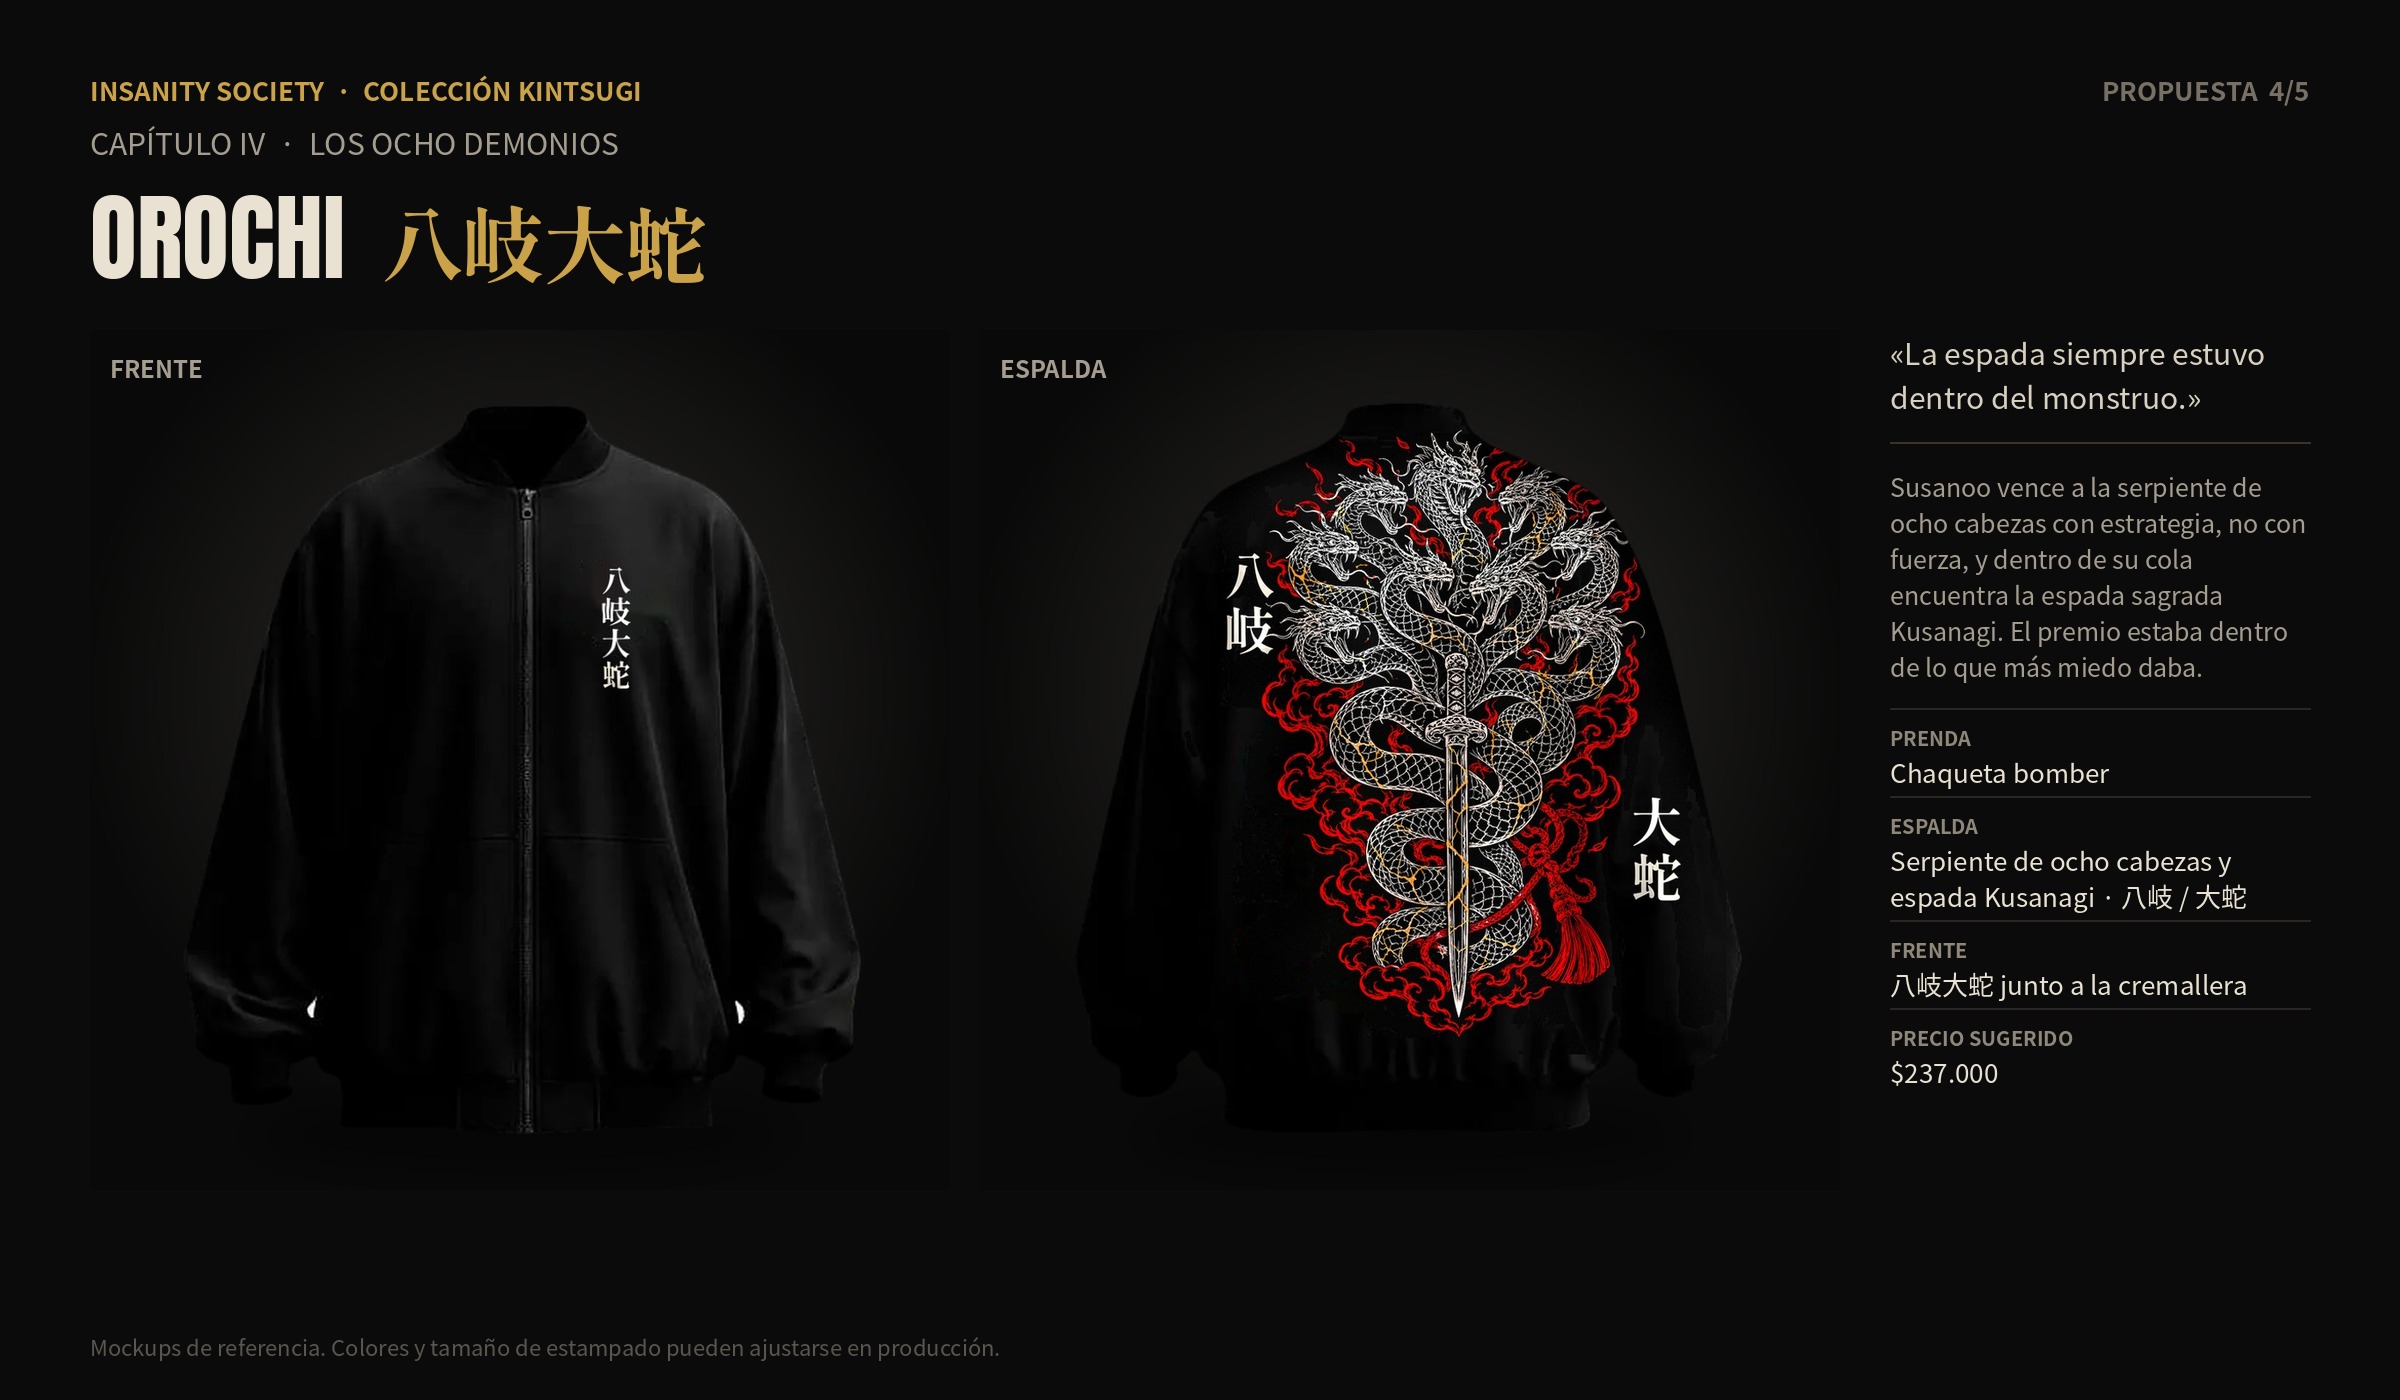 INSANITY SOCIETY · COLECCIÓN KINTSUGI
PROPUESTA 4/5
CAPÍTULO IV · LOS OCHO DEMONIOS
OROCHI 八岐大蛇
FRENTE
八岐大蛇
ESPALDA
八岐
大蛇
«La espada siempre estuvo
dentro del monstruo.»
Susanoo vence a la serpiente de
ocho cabezas con estrategia, no con
fuerza, y dentro de su cola
encuentra la espada sagrada
Kusanagi. El premio estaba dentro
de lo que más miedo daba.
PRENDA
Chaqueta bomber
ESPALDA
Serpiente de ocho cabezas y
espada Kusanagi · 八岐 / 大蛇
FRENTE
八岐大蛇 junto a la cremallera
PRECIO SUGERIDO
$237.000
Mockups de referencia. Colores y tamaño de estampado pueden ajustarse en producción.